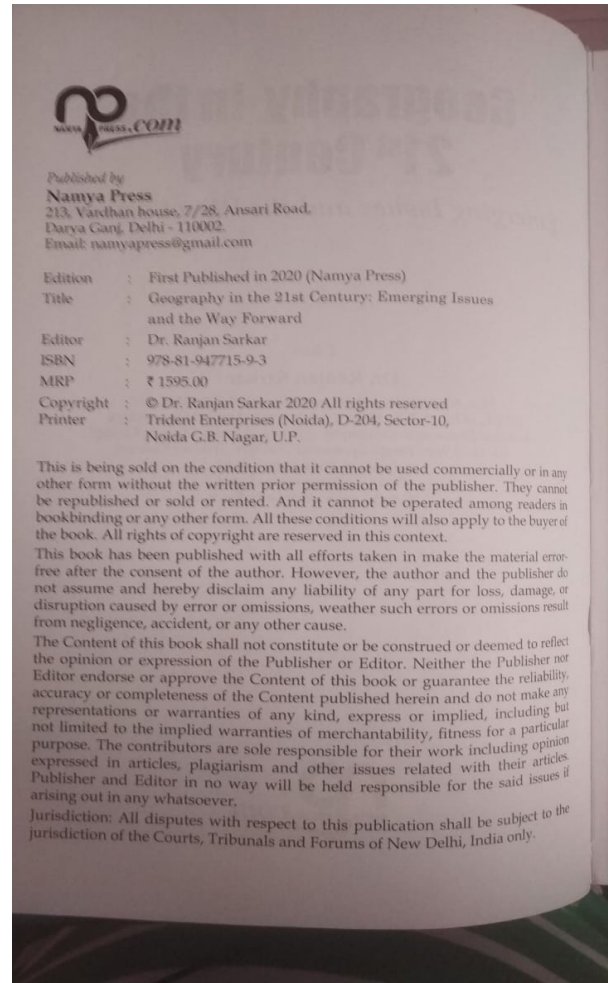 NAMYA PRESS.COM
Published by
Namya Press
213, Vardhan house, 7/28, Ansari Road,
Darya Ganj, Delhi - 110002.
Email: namyapress@gmail.com
Edition : First Published in 2020 (Namya Press)
Title : Geography in the 21st Century: Emerging Issues
and the Way Forward
Editor : Dr. Ranjan Sarkar
ISBN : 978-81-947715-9-3
MRP : ₹ 1595.00
Copyright : © Dr. Ranjan Sarkar 2020 All rights reserved
Printer : Trident Enterprises (Noida), D-204, Sector-10,
Noida G.B. Nagar, U.P.
This is being sold on the condition that it cannot be used commercially or in any
other form without the written prior permission of the publisher. They cannot
be republished or sold or rented. And it cannot be operated among readers in
bookbinding or any other form. All these conditions will also apply to the buyer of
the book. All rights of copyright are reserved in this context.
This book has been published with all efforts taken in make the material error-
free after the consent of the author. However, the author and the publisher do
not assume and hereby disclaim any liability of any part for loss, damage, or
disruption caused by error or omissions, weather such errors or omissions result
from negligence, accident, or any other cause.
The Content of this book shall not constitute or be construed or deemed to reflect
the opinion or expression of the Publisher or Editor. Neither the Publisher nor
Editor endorse or approve the Content of this book or guarantee the reliability,
accuracy or completeness of the Content published herein and do not make any
representations or warranties of any kind, express or implied, including but
not limited to the implied warranties of merchantability, fitness for a particular
purpose. The contributors are sole responsible for their work including opinion
expressed in articles, plagiarism and other issues related with their articles.
Publisher and Editor in no way will be held responsible for the said issues if
arising out in any whatsoever.
Jurisdiction: All disputes with respect to this publication shall be subject to the
jurisdiction of the Courts, Tribunals and Forums of New Delhi, India only.